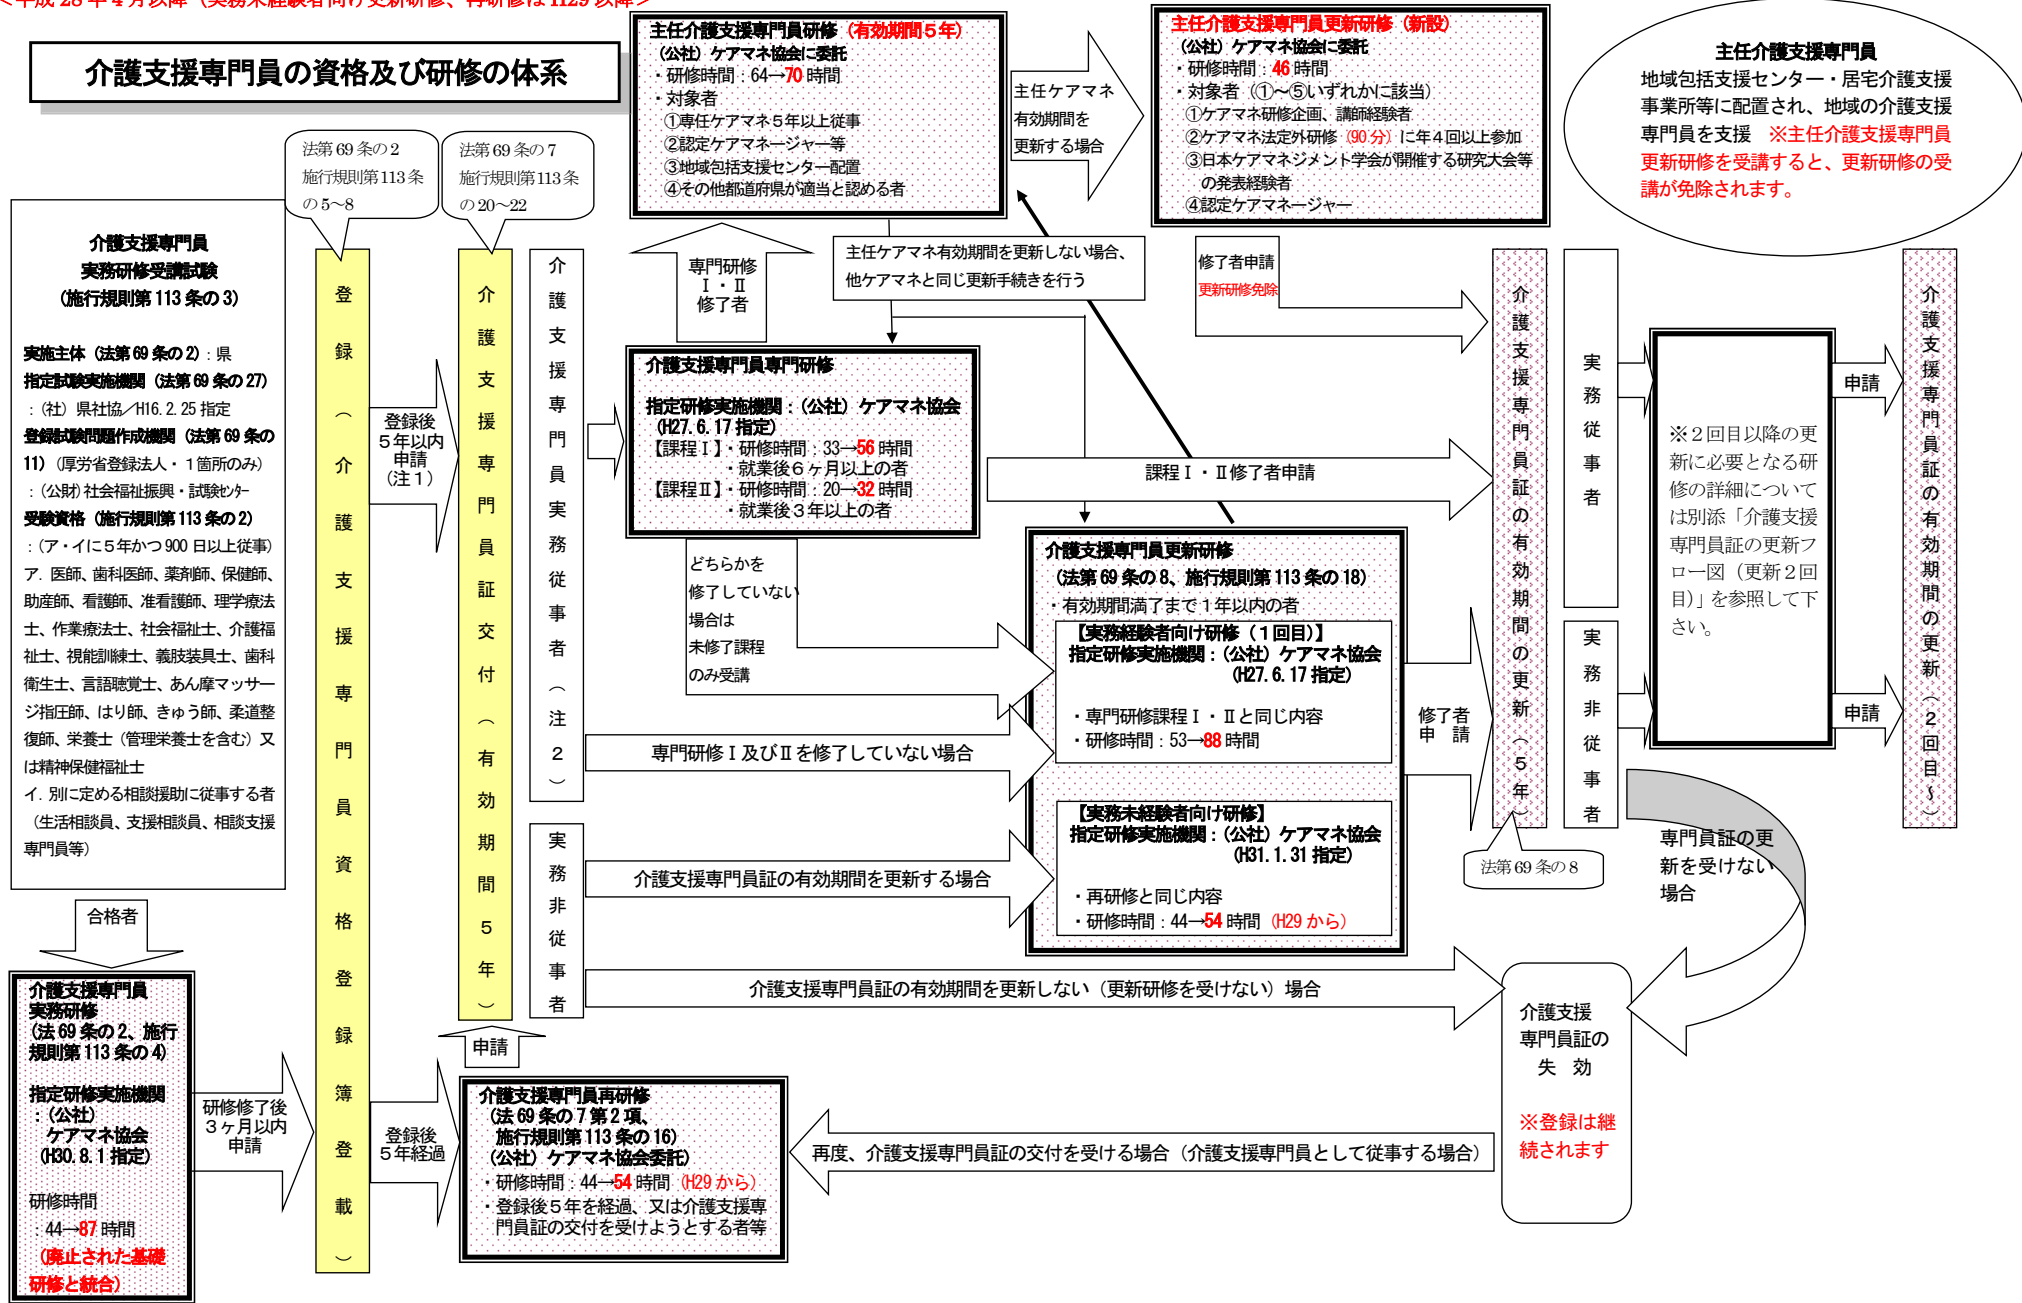 ＜平成28年4月以降（実務未経験者向け更新研修、再研修はH29以降＞
介護支援専門員の資格及び研修の体系
主任介護支援専門員研修（有効期間５年）
（公社）ケアマネ協会に委託
・研修時間：64→70時間
・対象者
①専任ケアマネ５年以上従事
②認定ケアマネージャー等
③地域包括支援センター配置
④その他都道府県が適当と認める者
主任ケアマネ
有効期間を
更新する場合
主任介護支援専門員更新研修（新設）
（公社）ケアマネ協会に委託
・研修時間：46時間
・対象者（①～⑤いずれかに該当）
①ケアマネ研修企画、講師経験者
②ケアマネ法定外研修（90分）に年４回以上参加
③日本ケアマネジメント学会が開催する研究大会等
の発表経験者
④認定ケアマネージャー
主任介護支援専門員
地域包括支援センター・居宅介護支援
事業所等に配置され、地域の介護支援
専門員を支援　※主任介護支援専門員
更新研修を受講すると、更新研修の受
講が免除されます。
法第69条の2
施行規則第113条
の5～8
法第69条の7
施行規則第113条
の20～22
介護支援専門員
実務研修受講試験
（施行規則第113条の3）
実施主体（法第69条の2）：県
指定試験実施機関（法第69条の27）
：（社）県社協／H16.2.25指定
登録試験問題作成機関（法第69条の
11）（厚労省登録法人・１箇所のみ）
：（公財）社会福祉振興・試験センター
受験資格（施行規則第113条の2）
：（ア・イに５年かつ900日以上従事）
ア．医師、歯科医師、薬剤師、保健師、
助産師、看護師、准看護師、理学療法
士、作業療法士、社会福祉士、介護福
祉士、視能訓練士、義肢装具士、歯科
衛生士、言語聴覚士、あん摩マッサー
ジ指圧師、はり師、きゅう師、柔道整
復師、栄養士（管理栄養士を含む）又
は精神保健福祉士
イ．別に定める相談援助に従事する者
（生活相談員、支援相談員、相談支援
専門員等）
合格者
介護支援専門員
実務研修
（法69条の2、施行
規則第113条の4）
指定研修実施機関
：（公社）
ケアマネ協会
（H30.8.1指定）
研修時間
：44→87時間
（廃止された基礎
研修と統合）
研修修了後
３ヶ月以内
申請
登録（介護支援専門員資格登録簿登載）
登録後
５年以内
申請
（注１）
登録後
５年経過
介護支援専門員証交付（有効期間５年）
申請
介護支援専門員再研修
（法69条の7第2項、
施行規則第113条の16）
（公社）ケアマネ協会委託）
・研修時間：44→54時間（H29から）
・登録後５年を経過、又は介護支援専
門員証の交付を受けようとする者等
介護支援専門員実務従事者（注２）
実務非従事者
専門研修
Ⅰ・Ⅱ
修了者
主任ケアマネ有効期間を更新しない場合、
他ケアマネと同じ更新手続きを行う
修了者申請
更新研修免除
介護支援専門員専門研修
指定研修実施機関：（公社）ケアマネ協会
（H27.6.17指定）
【課程Ⅰ】・研修時間：33→56時間
・就業後６ヶ月以上の者
【課程Ⅱ】・研修時間：20→32時間
・就業後３年以上の者
課程Ⅰ・Ⅱ修了者申請
どちらかを
修了していない
場合は
未修了課程
のみ受講
専門研修Ⅰ及びⅡを修了していない場合
介護支援専門員証の有効期間を更新する場合
介護支援専門員証の有効期間を更新しない（更新研修を受けない）場合
再度、介護支援専門員証の交付を受ける場合（介護支援専門員として従事する場合）
介護支援専門員更新研修
（法第69条の8、施行規則第113条の18）
・有効期間満了まで１年以内の者
【実務経験者向け研修（１回目）】
指定研修実施機関：（公社）ケアマネ協会
（H27.6.17指定）
・専門研修課程Ⅰ・Ⅱと同じ内容
・研修時間：53→88時間
【実務未経験者向け研修】
指定研修実施機関：（公社）ケアマネ協会
（H31.1.31指定）
・再研修と同じ内容
・研修時間：44→54時間（H29から）
修了者
申　請
介護支援専門員証の有効期間の更新（５年）
法第69条の8
実務従事者
実務非従事者
※２回目以降の更
新に必要となる研
修の詳細について
は別添「介護支援
専門員証の更新フ
ロー図（更新２回
目）」を参照して下
さい。
申請
申請
介護支援専門員証の有効期間の更新（２回目～）
専門員証の更
新を受けない
場合
介護支援
専門員証の
失　効
※登録は継
続されます